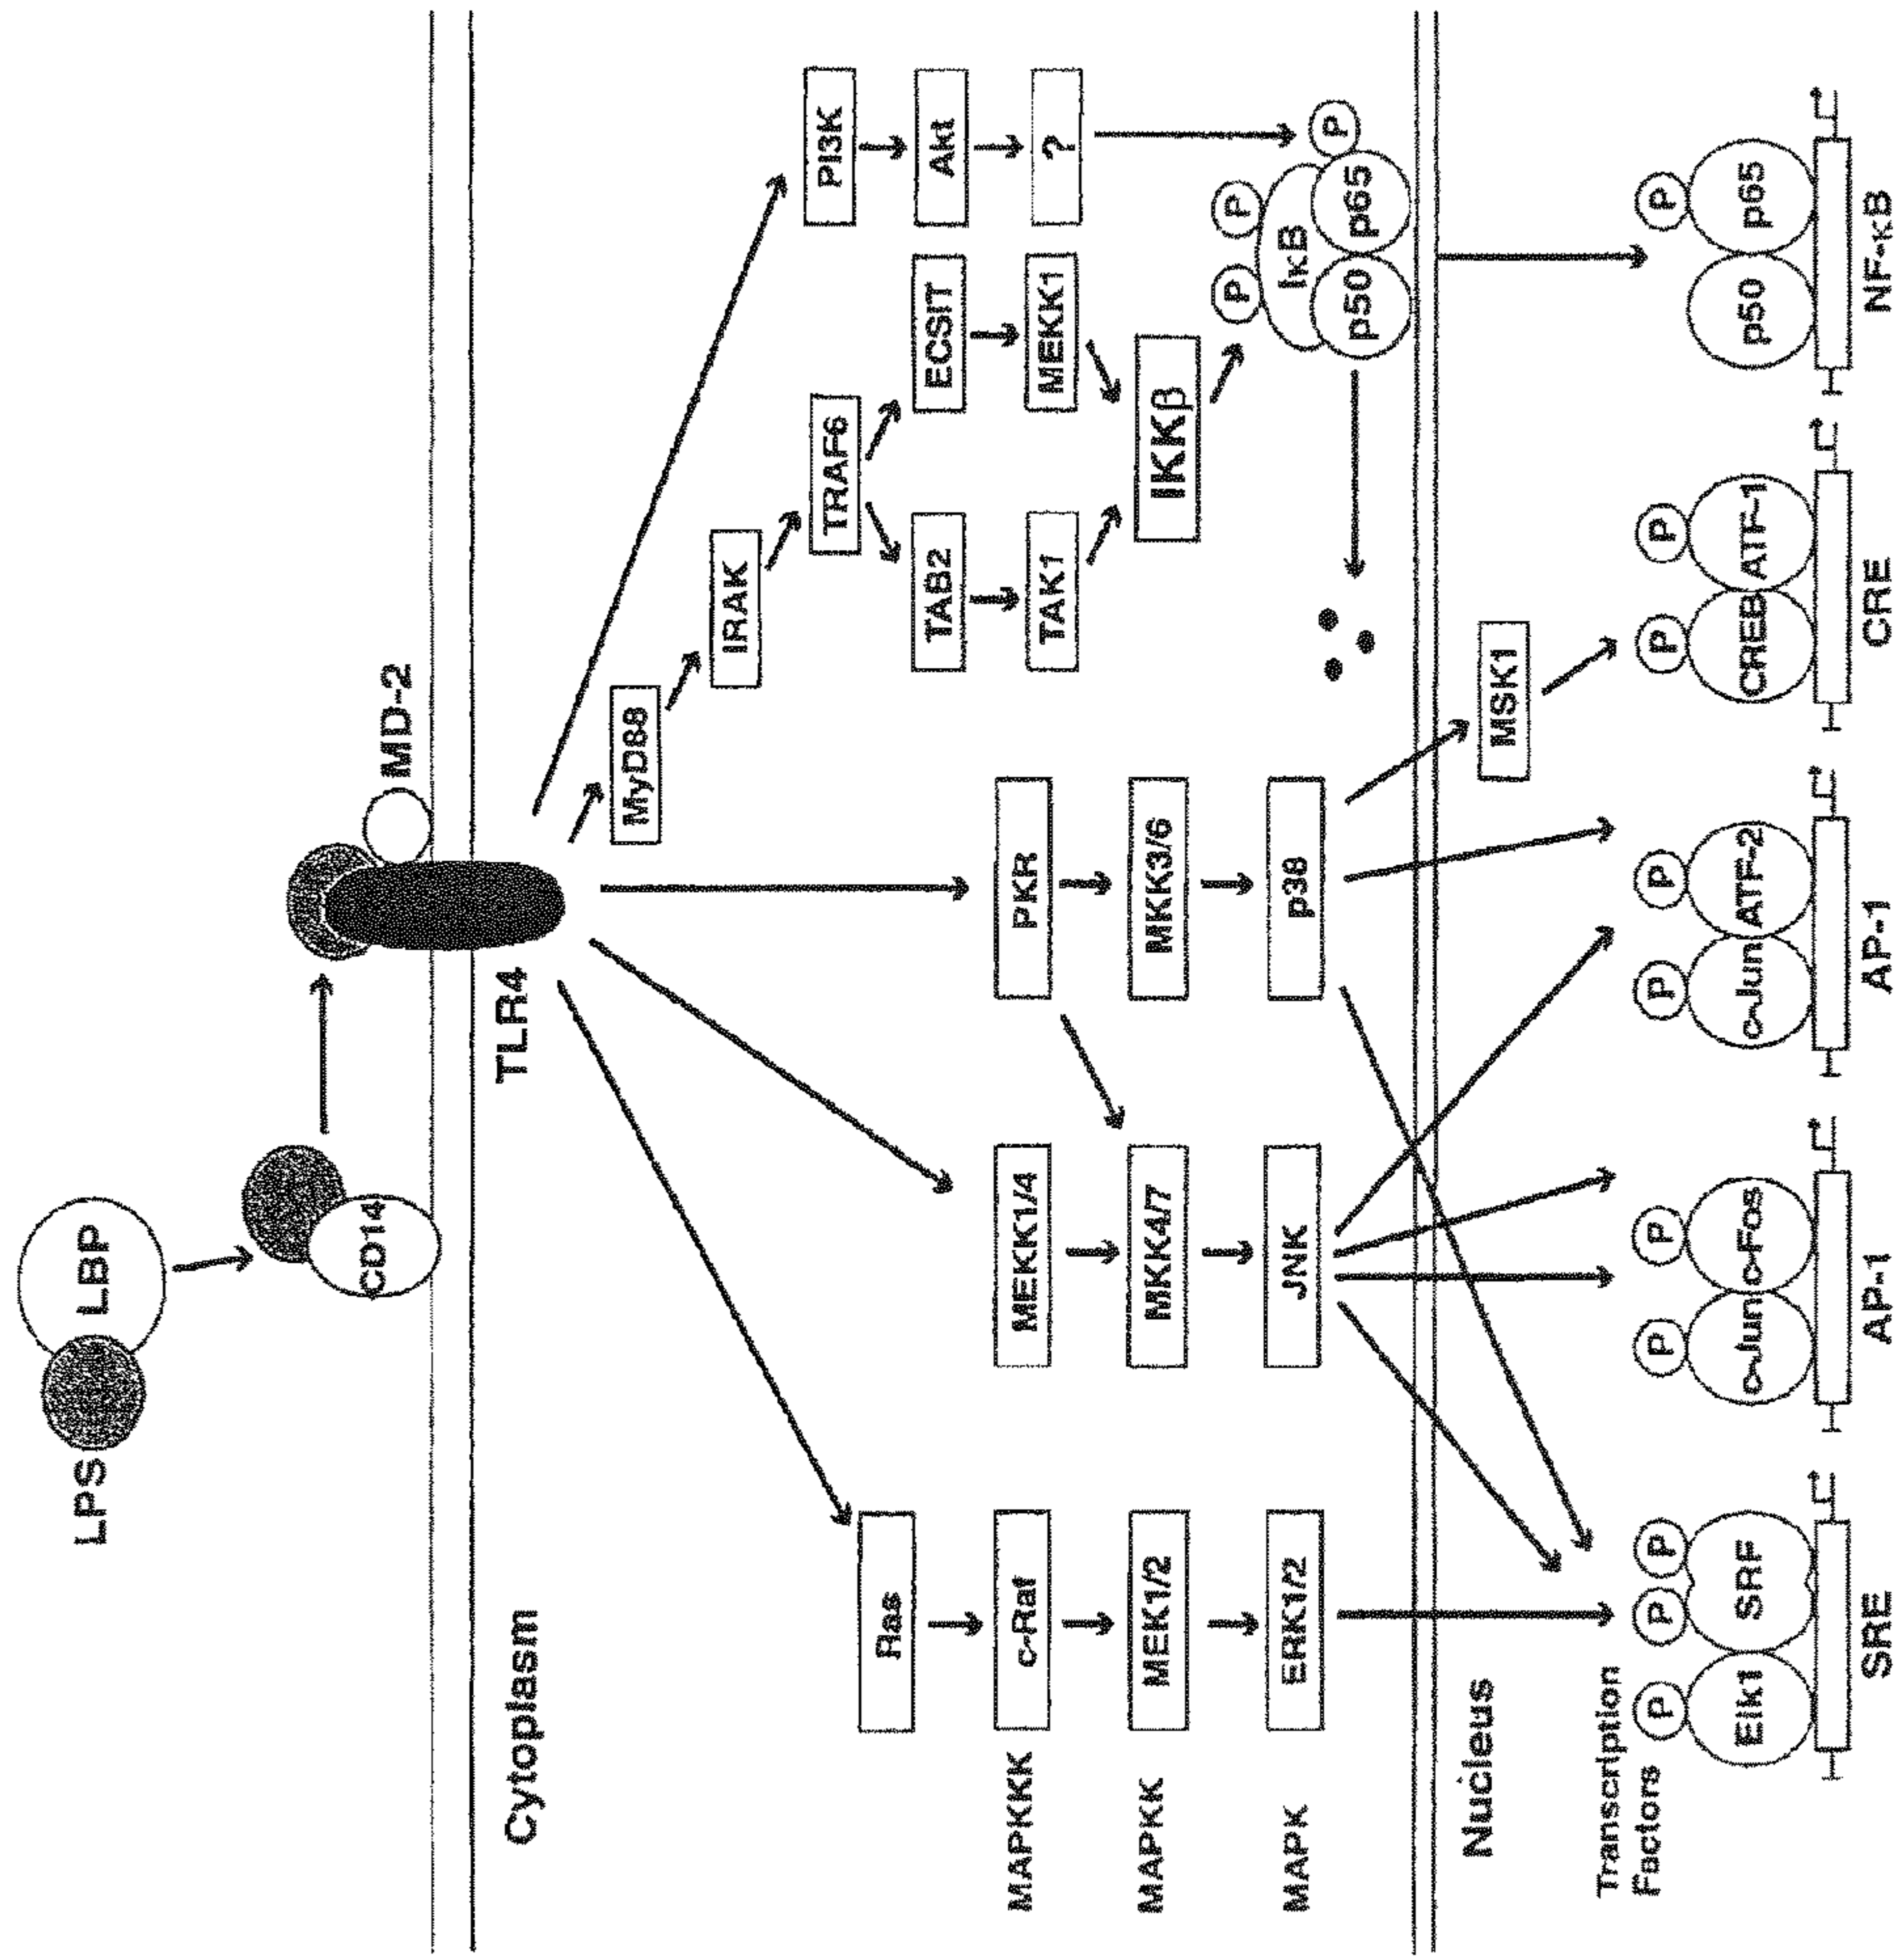 LPS
LBP
CD14
MD-2
TLR4
Cytoplasm
MyD88
IRAK
TRAF6
PI3K
Ras
TAB2
ECSIT
Akt
MAPKKK
c-Raf
MEKK1/4
PKR
TAK1
MEKK1
?
MAPKK
MEK1/2
MKK4/7
MKK3/6
IKKβ
MAPK
ERK1/2
JNK
p38
P
P
IκB
P
p50
p65
Nucleus
MSK1
Transcription
Factors
P
P
P
P
P
P
P
P
P
P
Elk1
SRF
c-Jun
c-Fos
c-Jun
ATF-2
CREB
ATF-1
p50
p65
SRE
AP-1
AP-1
CRE
NF-κB